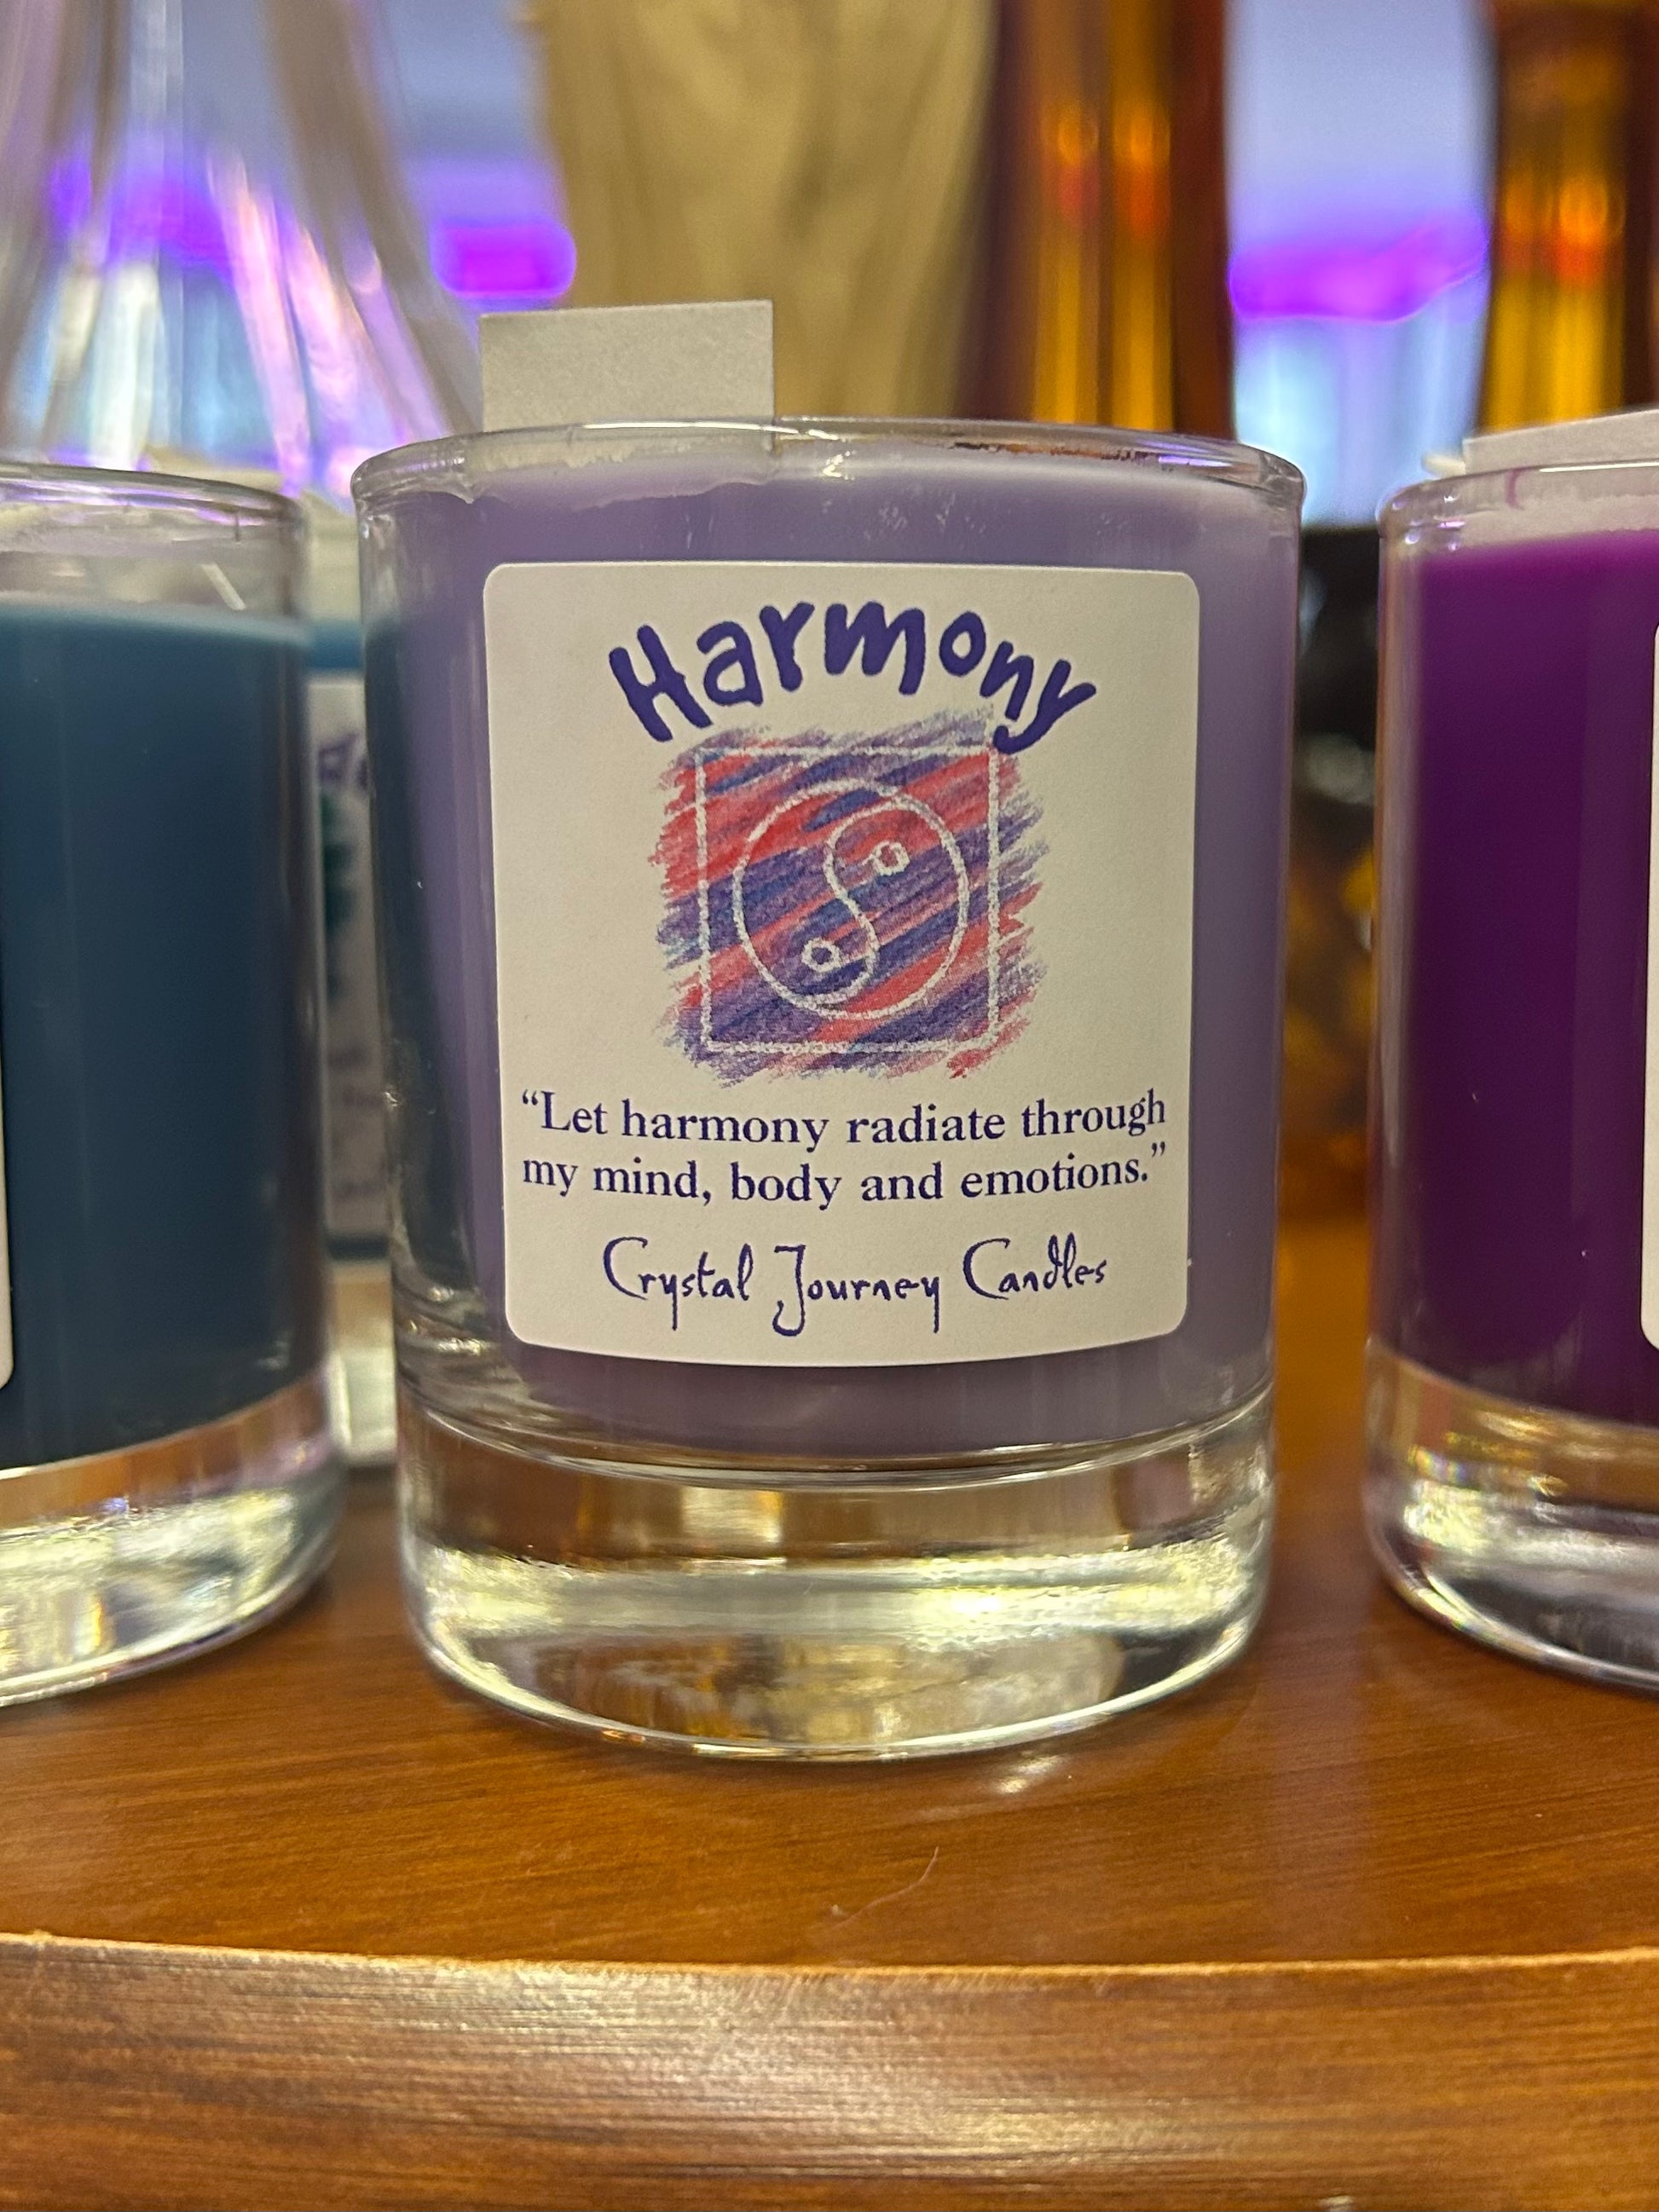 Harmony
“Let harmony radiate through
my mind, body and emotions.”
Crystal Journey Candles